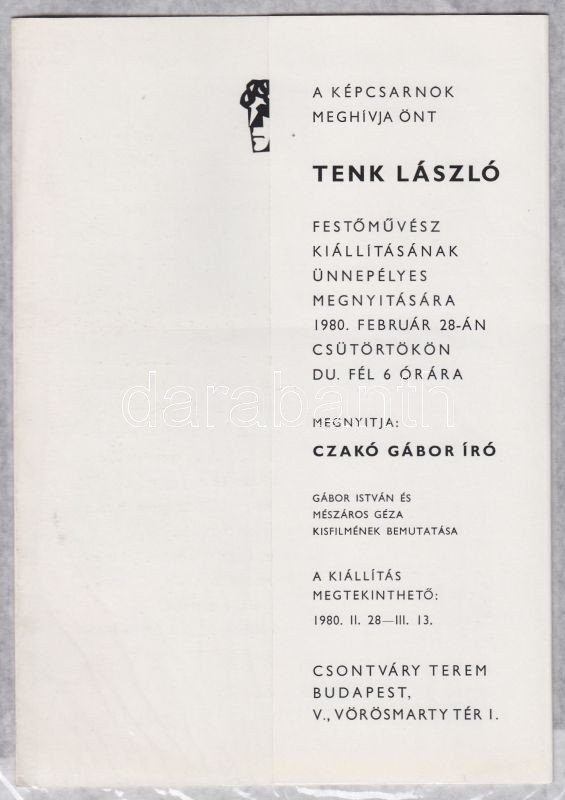 A KÉPCSARNOK
MEGHÍVJA ÖNT
TENK LÁSZLÓ
FESTŐMŰVÉSZ
KIÁLLÍTÁSÁNAK
ÜNNEPÉLYES
MEGNYITÁSÁRA
1980. FEBRUÁR 28-ÁN
CSÜTÖRTÖKÖN
DU. FÉL 6 ÓRÁRA
darabanth
MEGNYITJA:
CZAKÓ GÁBOR ÍRÓ
GÁBOR ISTVÁN ÉS
MÉSZÁROS GÉZA
KISFILMÉNEK BEMUTATÁSA
A KIÁLLÍTÁS
MEGTEKINTHETŐ:
1980. II. 28—III. 13.
CSONTVÁRY TEREM
BUDAPEST,
V., VÖRÖSMARTY TÉR 1.